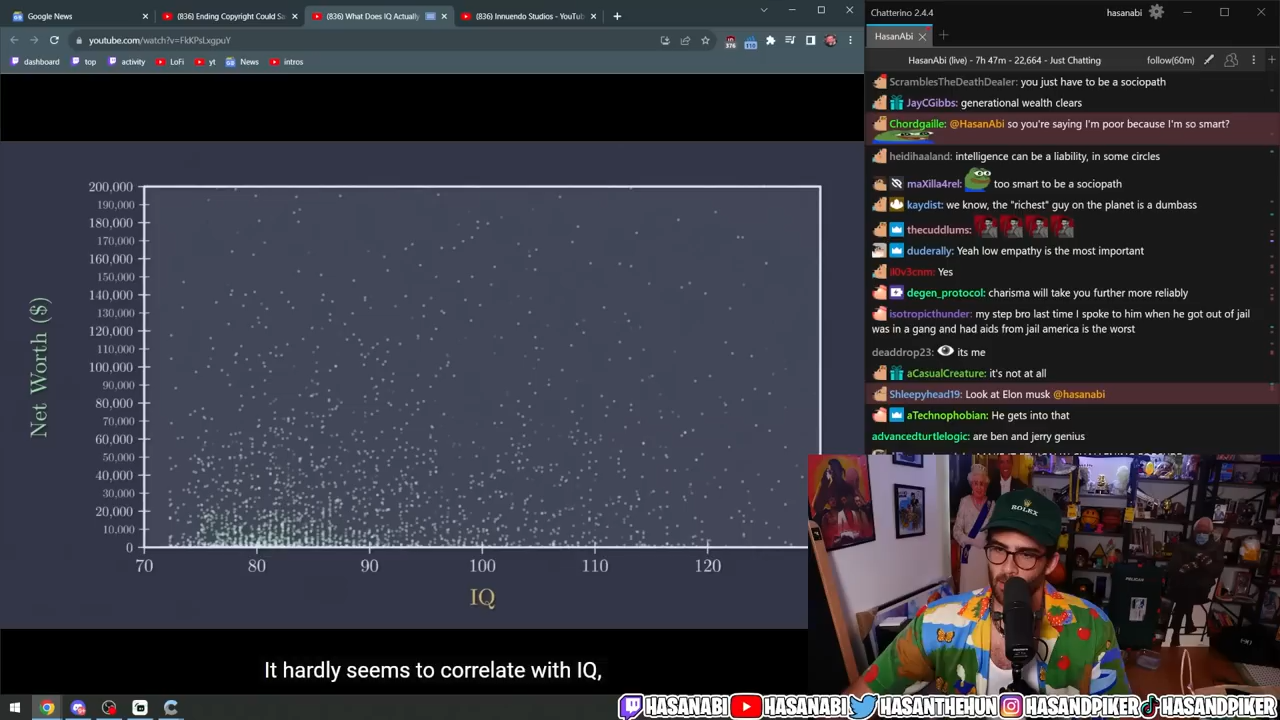 Google News
(836) Ending Copyright Could Sa
(836) What Does IQ Actually
(836) Innuendo Studios - YouTub
youtube.com/watch?v=FkKPsLxgpuY
376
110
dashboard
top
activity
LoFi
yt
News
intros
200,000
190,000
180,000
170,000
160,000
150,000
140,000
130,000
120,000
110,000
100,000
90,000
80,000
70,000
60,000
50,000
40,000
30,000
20,000
10,000
0
Net Worth ($)
70 80 90 100 110 120
IQ
It hardly seems to correlate with IQ,
Chatterino 2.4.4
hasanabi
HasanAbi
HasanAbi (live) - 7h 47m - 22,664 - Just Chatting
follow(60m)
ScramblesTheDeathDealer: you just have to be a sociopath
JayCGibbs: generational wealth clears
Chordgaille: @HasanAbi so you're saying I'm poor because I'm so smart?
heidihaaland: intelligence can be a liability, in some circles
maXilla4rel: too smart to be a sociopath
kaydist: we know, the "richest" guy on the planet is a dumbass
thecuddlums:
duderally: Yeah low empathy is the most important
il0v3cnm: Yes
degen_protocol: charisma will take you further more reliably
isotropicthunder: my step bro last time I spoke to him when he got out of jail
was in a gang and had aids from jail america is the worst
deaddrop23: its me
aCasualCreature: it's not at all
Shleepyhead19: Look at Elon musk @hasanabi
aTechnophobian: He gets into that
advancedturtlelogic: are ben and jerry genius
ROLEX
HASANABI HASANABI HASANTHEHUN HASANDPIKER HASANDPIKER